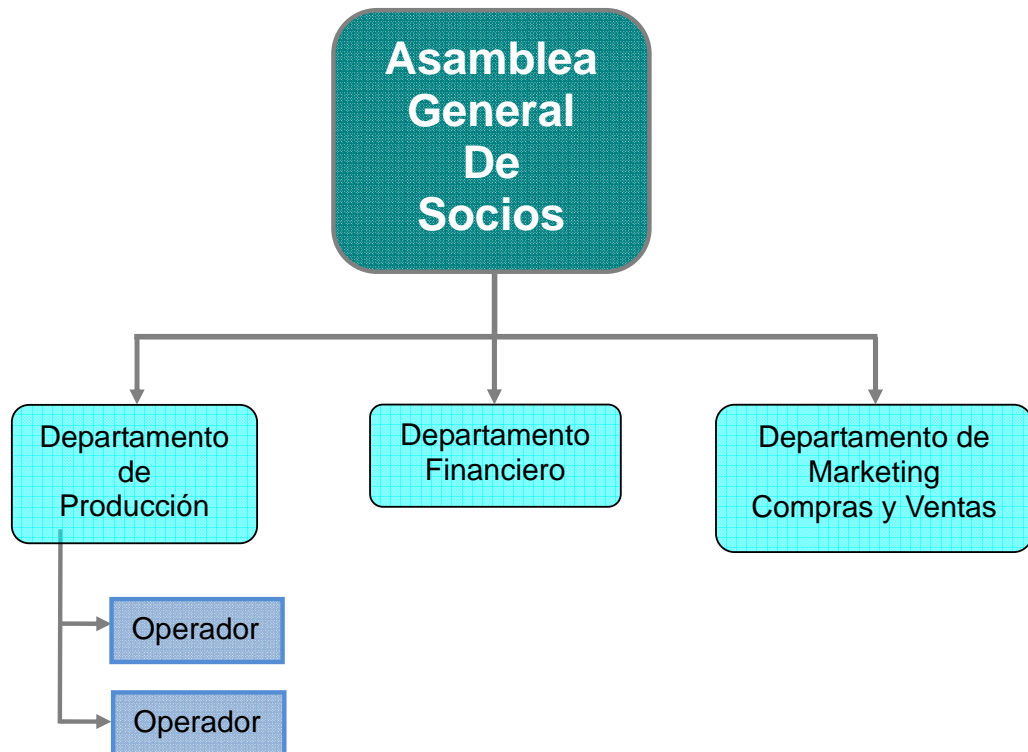 Asamblea
General
De
Socios
Departamento
de
Producción
Departamento
Financiero
Departamento de
Marketing
Compras y Ventas
Operador
Operador